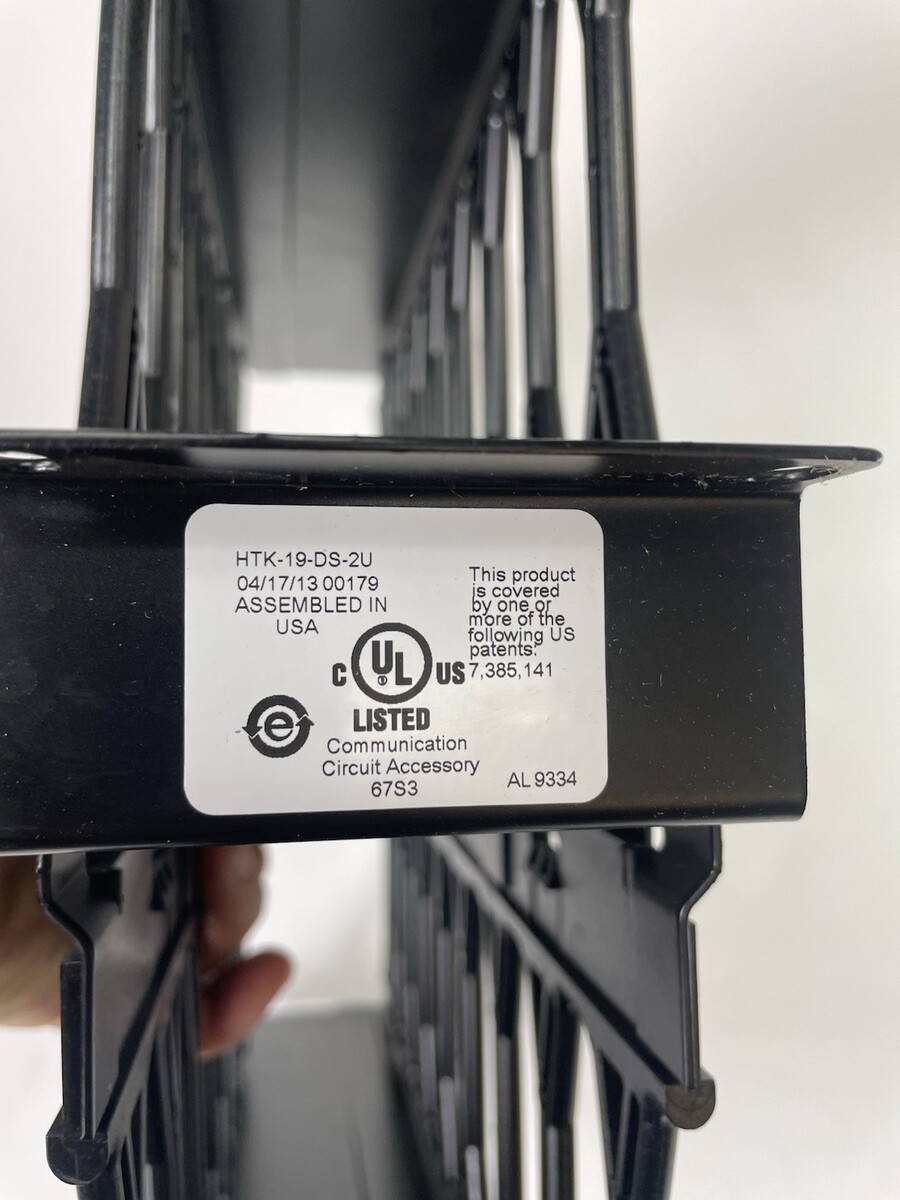 HTK-19-DS-2U
04/17/13 00179
ASSEMBLED IN
USA
This product
is covered
by one or
more of the
following US
patents:
7,385,141
C UL US
LISTED
e
Communication
Circuit Accessory
67S3
AL 9334